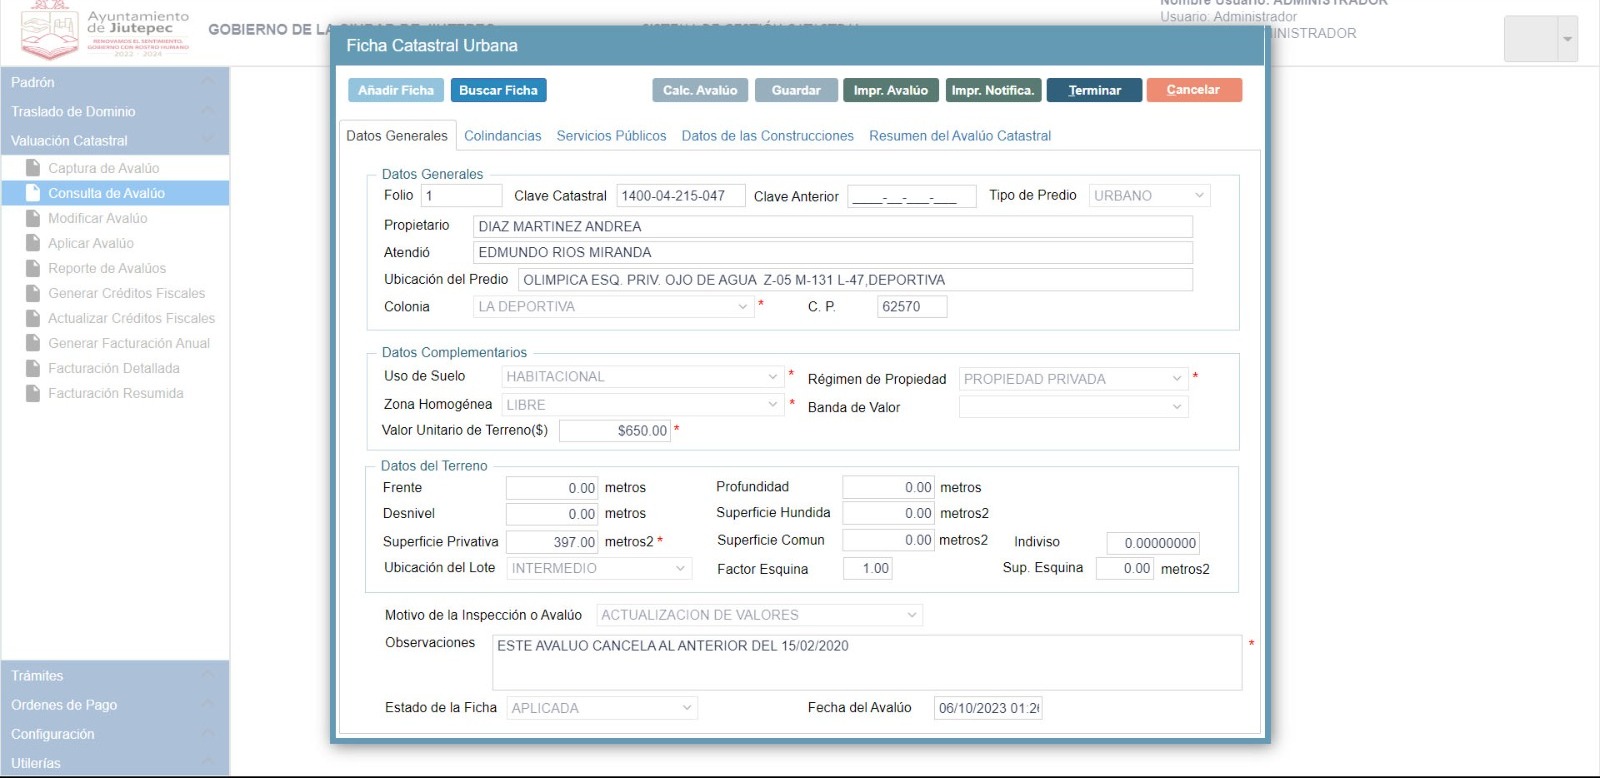 Ayuntamiento
de Jiutepec
RENOVAMOS EL SENTIMIENTO,
GOBIERNO CON ROSTRO HUMANO
2022 - 2024
GOBIERNO DE LA
Nombre Usuario: ADMINISTRADOR
Usuario: Administrador
MINISTRADOR
Ficha Catastral Urbana
Añadir Ficha Buscar Ficha Calc. Avalúo Guardar Impr. Avalúo Impr. Notifica. Terminar Cancelar
Padrón
Traslado de Dominio
Valuación Catastral
Captura de Avalúo
Consulta de Avalúo
Modificar Avalúo
Aplicar Avalúo
Reporte de Avalúos
Generar Créditos Fiscales
Actualizar Créditos Fiscales
Generar Facturación Anual
Facturación Detallada
Facturación Resumida
Trámites
Ordenes de Pago
Configuración
Utilerías
Datos Generales Colindancias Servicios Públicos Datos de las Construcciones Resumen del Avalúo Catastral
Datos Generales
Folio 1 Clave Catastral 1400-04-215-047 Clave Anterior ____-__-___-___ Tipo de Predio URBANO
Propietario DIAZ MARTINEZ ANDREA
Atendió EDMUNDO RIOS MIRANDA
Ubicación del Predio OLIMPICA ESQ. PRIV. OJO DE AGUA Z-05 M-131 L-47,DEPORTIVA
Colonia LA DEPORTIVA * C. P. 62570
Datos Complementarios
Uso de Suelo HABITACIONAL * Régimen de Propiedad PROPIEDAD PRIVADA *
Zona Homogénea LIBRE * Banda de Valor
Valor Unitario de Terreno($) $650.00 *
Datos del Terreno
Frente 0.00 metros Profundidad 0.00 metros
Desnivel 0.00 metros Superficie Hundida 0.00 metros2
Superficie Privativa 397.00 metros2 * Superficie Comun 0.00 metros2 Indiviso 0.00000000
Ubicación del Lote INTERMEDIO Factor Esquina 1.00 Sup. Esquina 0.00 metros2
Motivo de la Inspección o Avalúo ACTUALIZACION DE VALORES
Observaciones ESTE AVALUO CANCELA AL ANTERIOR DEL 15/02/2020 *
Estado de la Ficha APLICADA Fecha del Avalúo 06/10/2023 01:26